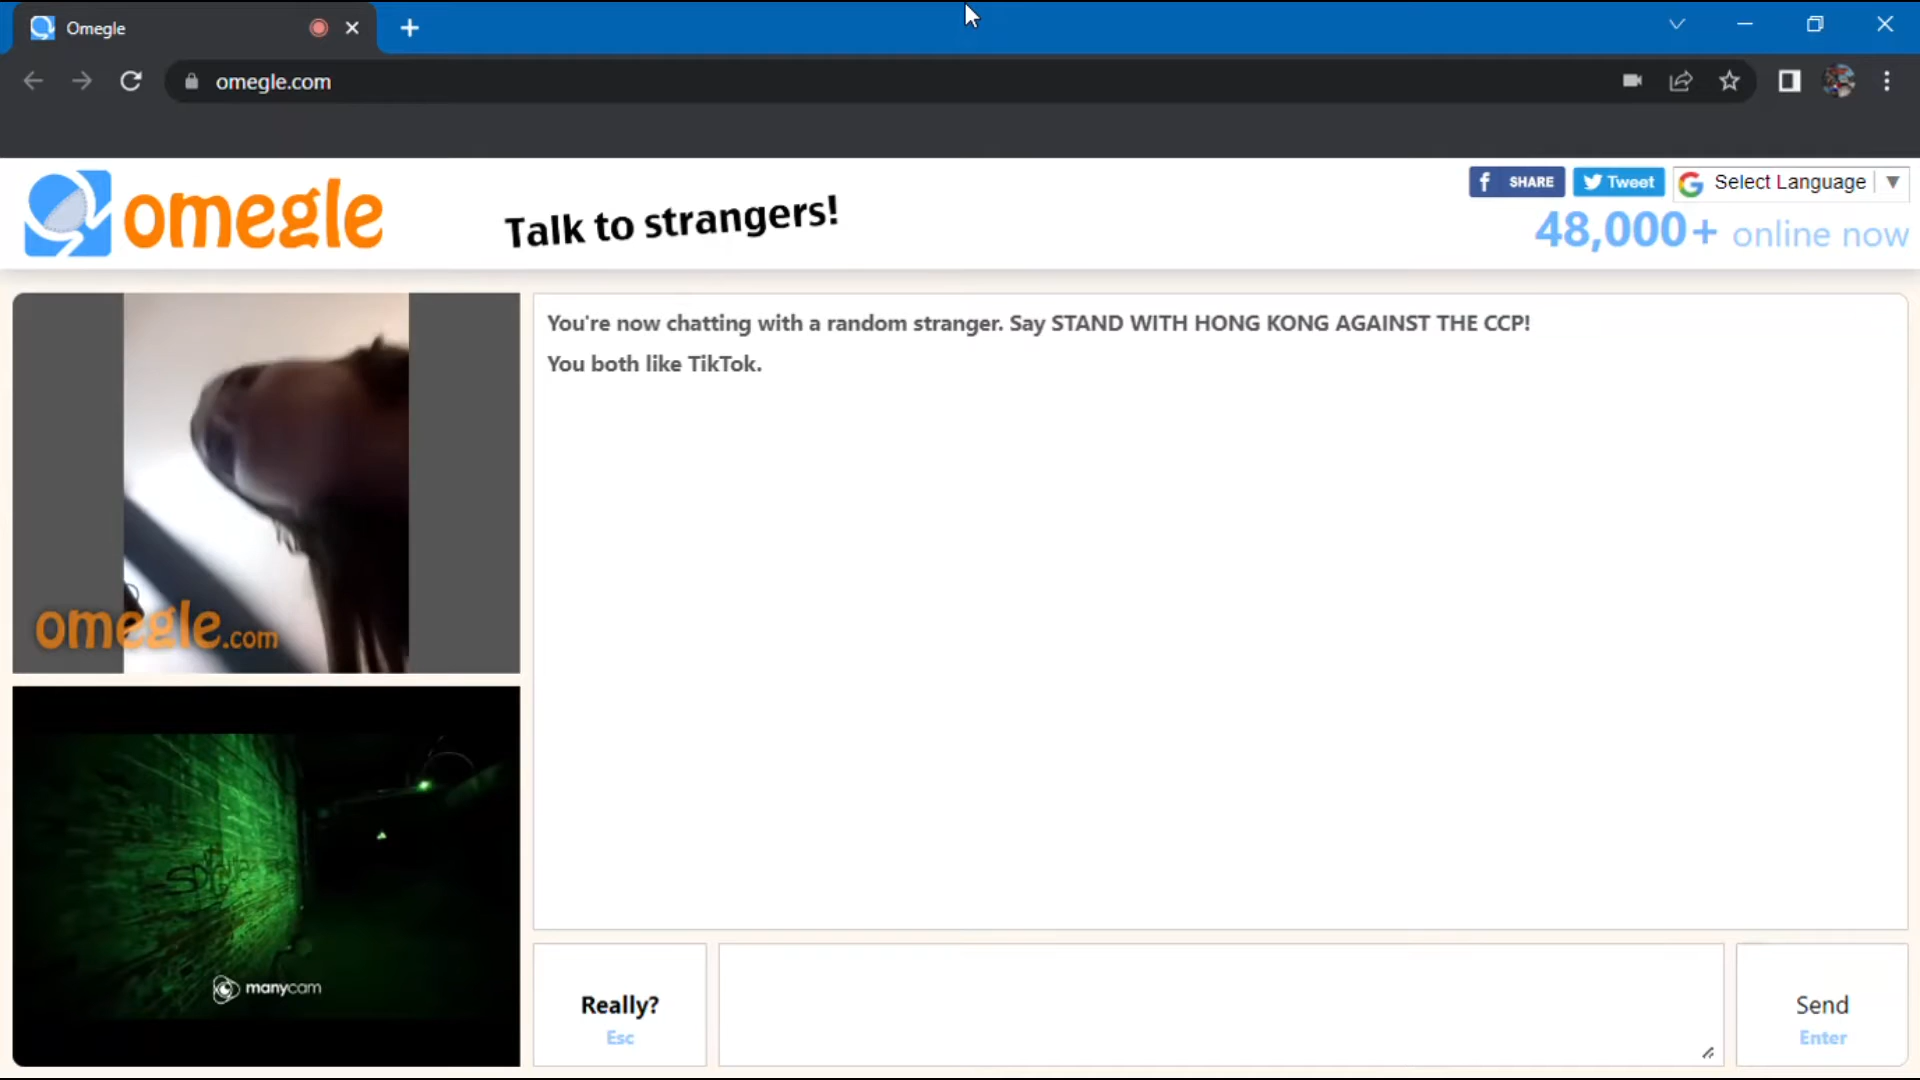 Omegle
omegle.com
omegle
Talk to strangers!
SHARE
Tweet
Select Language
48,000+ online now
You're now chatting with a random stranger. Say STAND WITH HONG KONG AGAINST THE CCP!
You both like TikTok.
omegle.com
manycam
Really?
Esc
Send
Enter